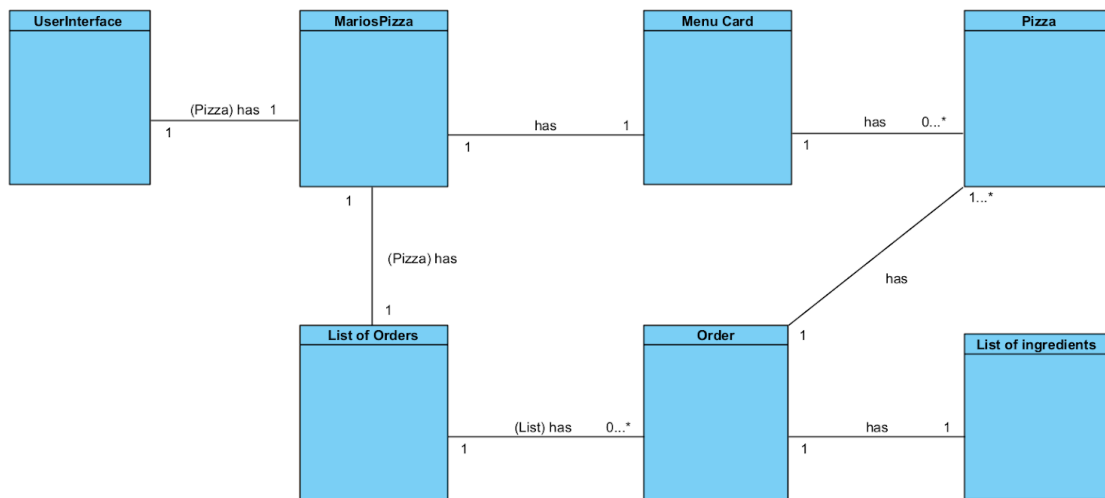 UserInterface
MariosPizza
Menu Card
Pizza
(Pizza) has 1
1
has 1
1
has 0...*
1
1
(Pizza) has
1
1...*
has
1
List of Orders
Order
List of ingredients
(List) has 0...*
1
has 1
1